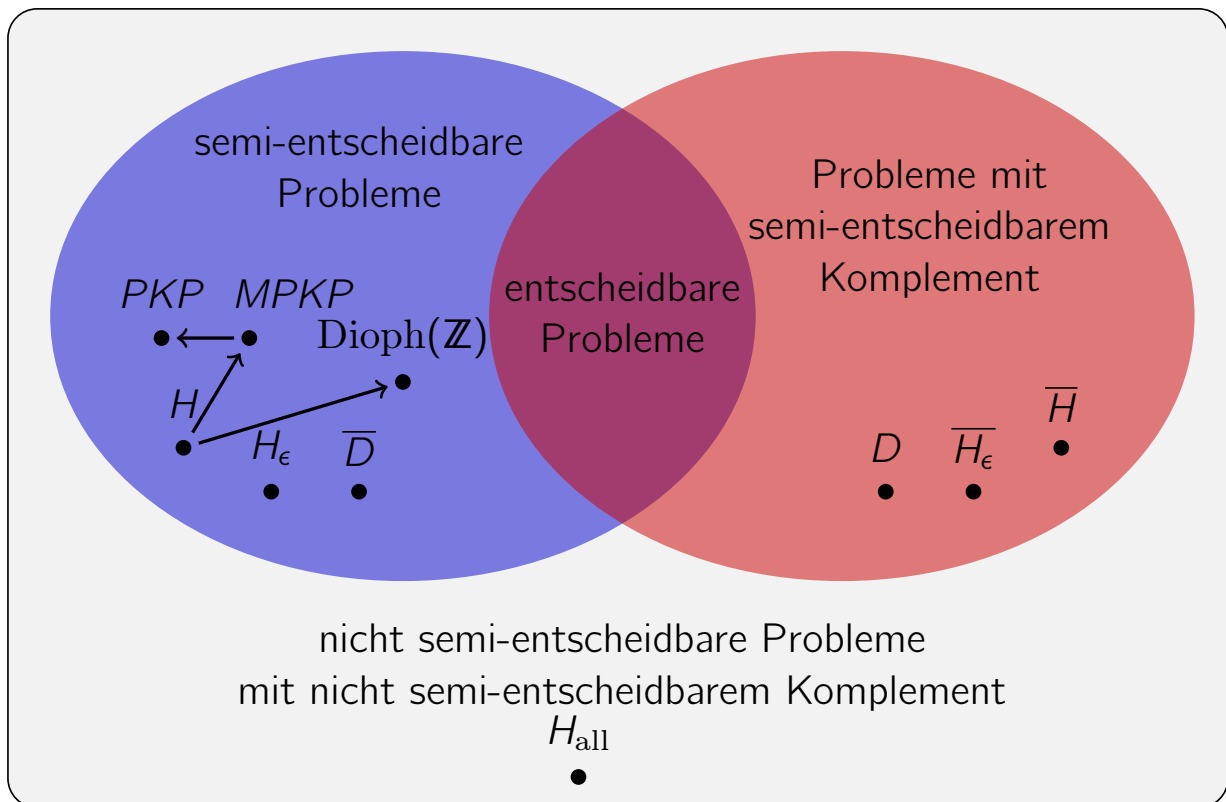 semi-entscheidbare
Probleme
Probleme mit
semi-entscheidbarem
Komplement
entscheidbare
Probleme
PKP
MPKP
Dioph(ℤ)
H
H_ϵ
D̅
D
H̅_ϵ̅
H̅
nicht semi-entscheidbare Probleme
mit nicht semi-entscheidbarem Komplement
H_all